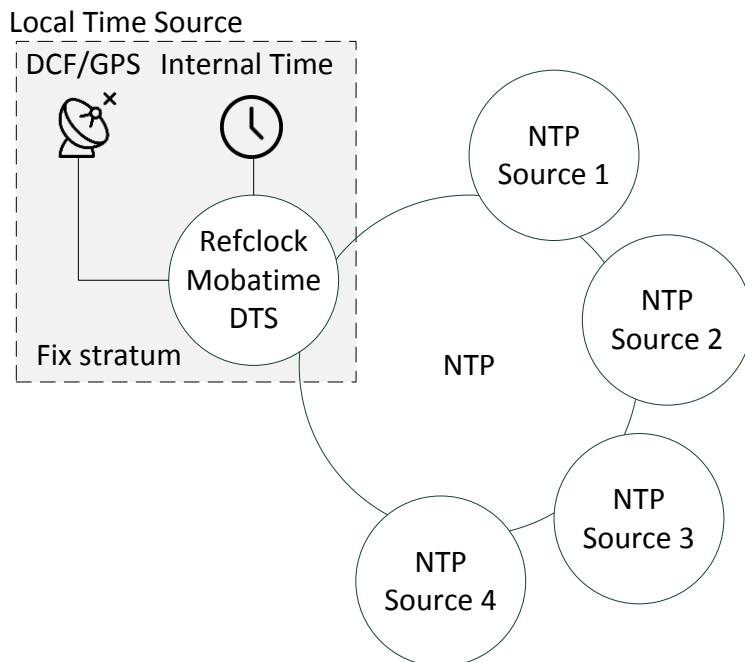 Local Time Source
DCF/GPS
Internal Time
Refclock
Mobatime
DTS
Fix stratum
NTP
NTP
Source 1
NTP
Source 2
NTP
Source 3
NTP
Source 4